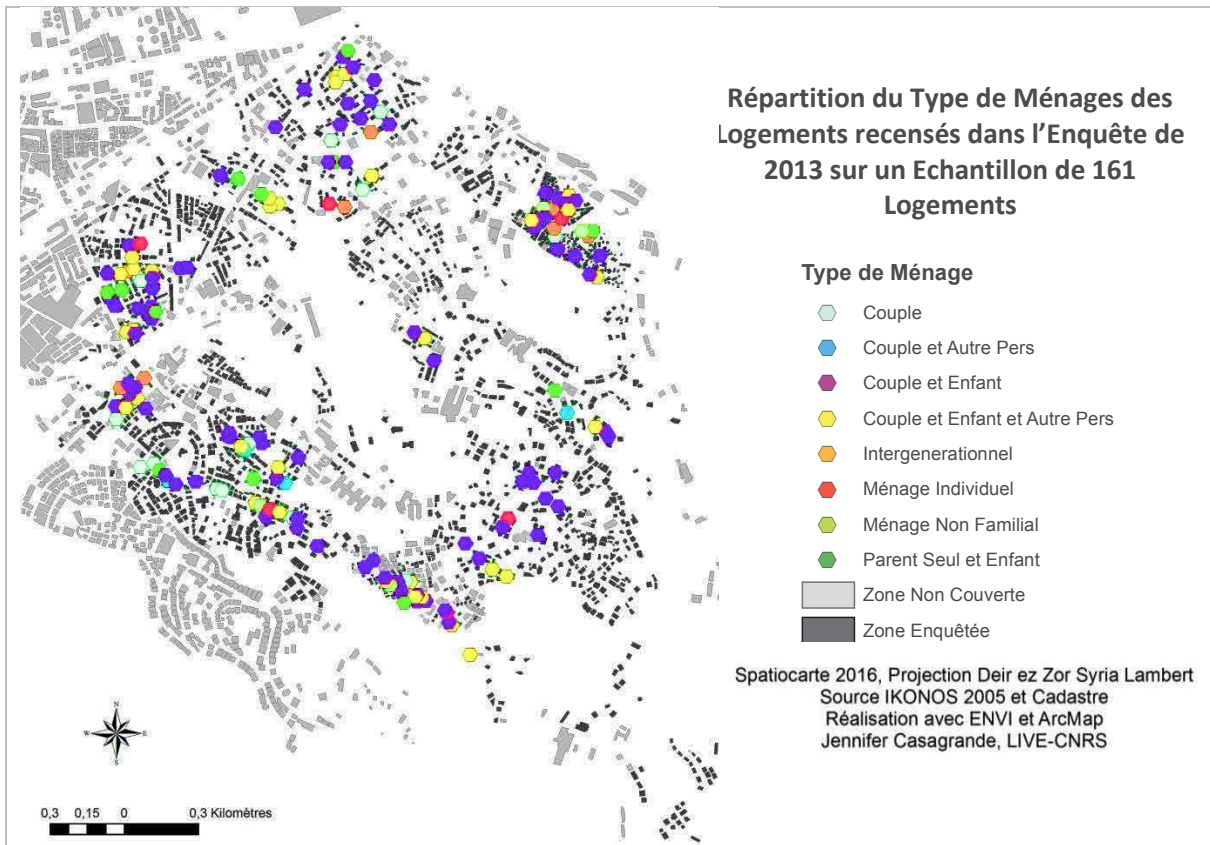 Répartition du Type de Ménages des
Logements recensés dans l'Enquête de
2013 sur un Echantillon de 161
Logements
Type de Ménage
Couple
Couple et Autre Pers
Couple et Enfant
Couple et Enfant et Autre Pers
Intergenerationnel
Ménage Individuel
Ménage Non Familial
Parent Seul et Enfant
Zone Non Couverte
Zone Enquêtée
Spatiocarte 2016, Projection Deir ez Zor Syria Lambert
Source IKONOS 2005 et Cadastre
Réalisation avec ENVI et ArcMap
Jennifer Casagrande, LIVE-CNRS
N
W E
S
0,3 0,15 0 0,3 Kilomètres